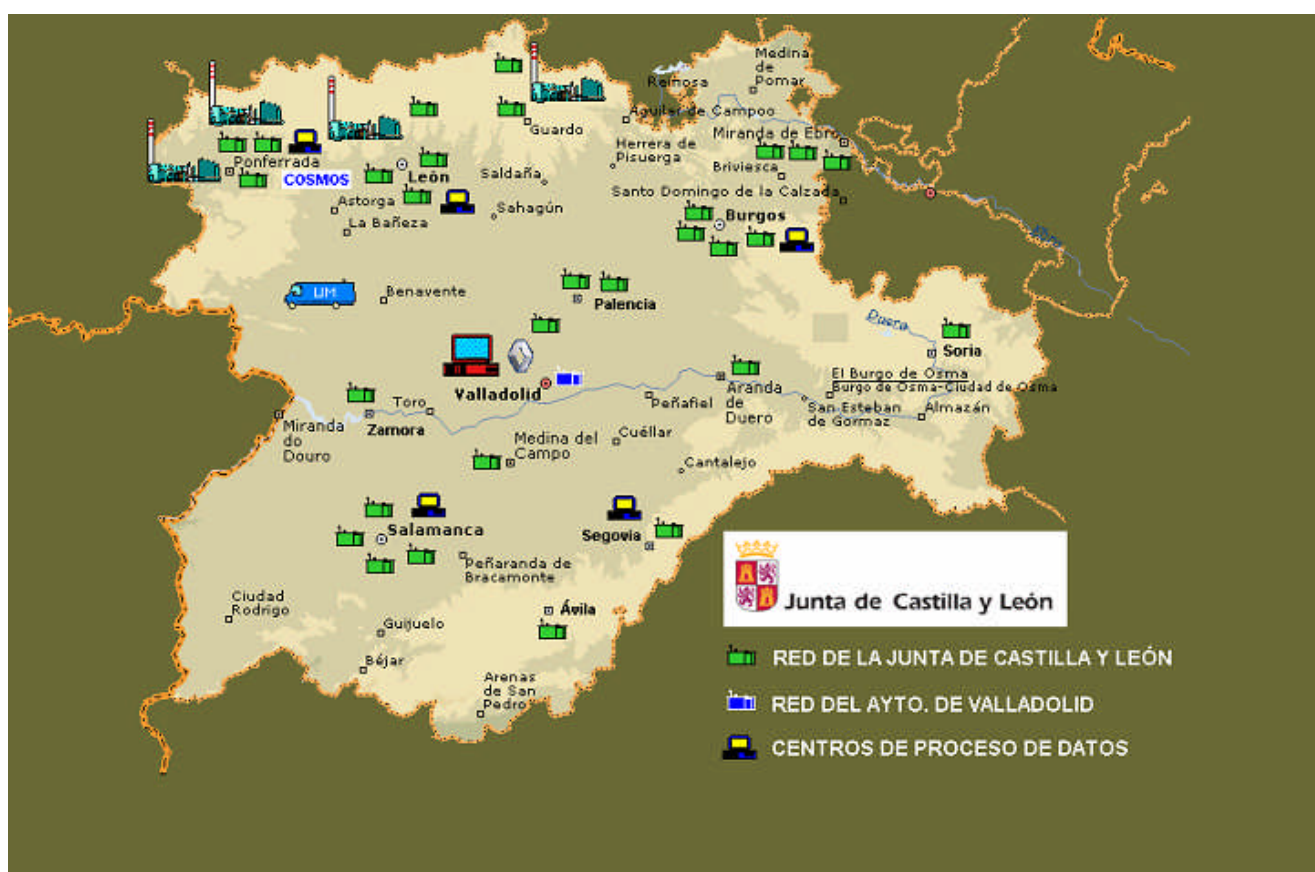 Medina
de
Pomar
Reinosa
Aguilar de Campoo
Guardo
Miranda de Ebro
Herrera de
Pisuerga
Briviesca
Ponferrada
COSMOS
León
Saldaña
Santo Domingo de la Calzada
Astorga
Sahagún
La Bañeza
Burgos
Ebro
UM
Benavente
Palencia
Duero
Soria
Valladolid
El Burgo de Osma
Burgo de Osma-Ciudad de Osma
Aranda
de
Duero
Peñafiel
San Esteban
de Gormaz
Almazán
Toro
Zamora
Miranda
do
Douro
Medina del
Campo
Cuéllar
Cantalejo
Salamanca
Segovia
Peñaranda de
Bracamonte
Ciudad
Rodrigo
Ávila
Guijuelo
Béjar
Arenas
de San
Pedro
Junta de Castilla y León
RED DE LA JUNTA DE CASTILLA Y LEÓN
RED DEL AYTO. DE VALLADOLID
CENTROS DE PROCESO DE DATOS